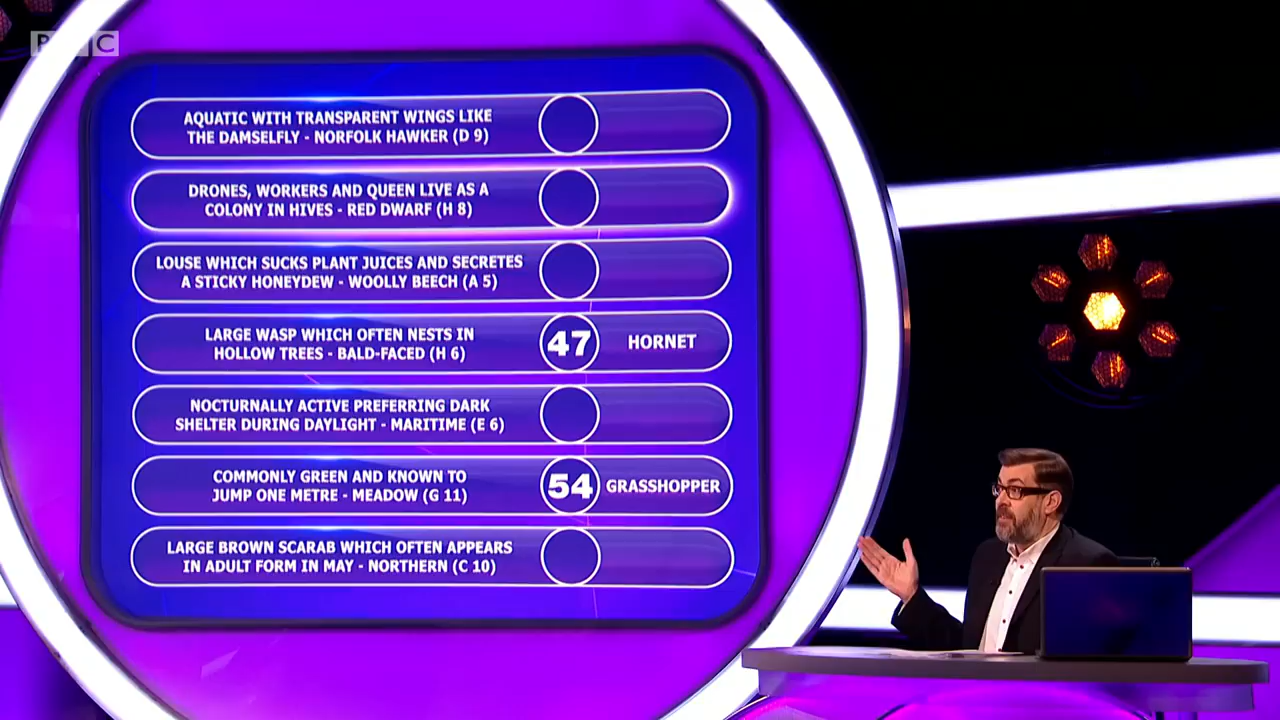 BBC
AQUATIC WITH TRANSPARENT WINGS LIKE
THE DAMSELFLY - NORFOLK HAWKER (D 9)
DRONES, WORKERS AND QUEEN LIVE AS A
COLONY IN HIVES - RED DWARF (H 8)
LOUSE WHICH SUCKS PLANT JUICES AND SECRETES
A STICKY HONEYDEW - WOOLLY BEECH (A 5)
LARGE WASP WHICH OFTEN NESTS IN
HOLLOW TREES - BALD-FACED (H 6)
47 HORNET
NOCTURNALLY ACTIVE PREFERRING DARK
SHELTER DURING DAYLIGHT - MARITIME (E 6)
COMMONLY GREEN AND KNOWN TO
JUMP ONE METRE - MEADOW (G 11)
54 GRASSHOPPER
LARGE BROWN SCARAB WHICH OFTEN APPEARS
IN ADULT FORM IN MAY - NORTHERN (C 10)